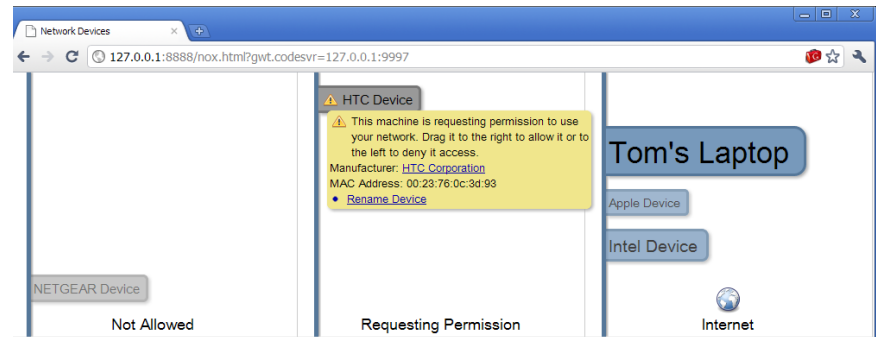 Network Devices
127.0.0.1:8888/nox.html?gwt.codesvr=127.0.0.1:9997
HTC Device
This machine is requesting permission to use
your network. Drag it to the right to allow it or to
the left to deny it access.
Manufacturer: HTC Corporation
MAC Address: 00:23:76:0c:3d:93
• Rename Device
Tom's Laptop
Apple Device
Intel Device
NETGEAR Device
Not Allowed
Requesting Permission
Internet